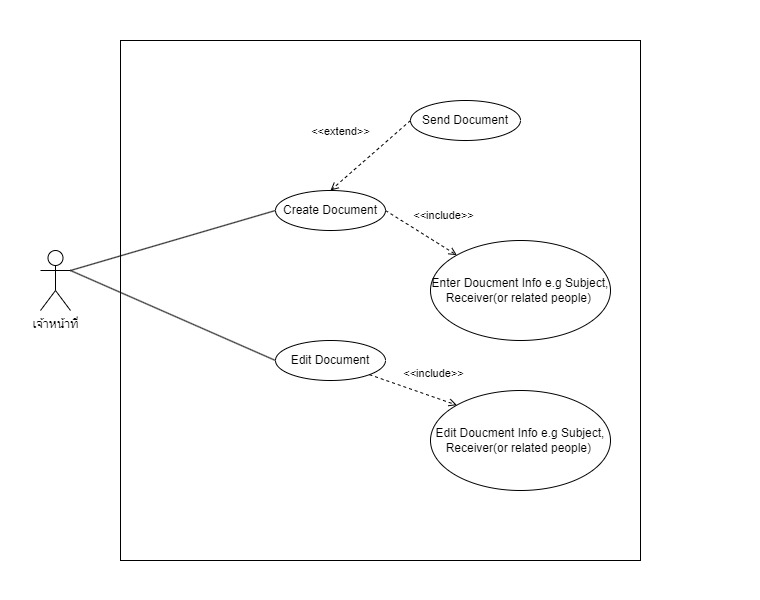 Send Document
<<extend>>
Create Document
<<include>>
Enter Doucment Info e.g Subject,
Receiver(or related people)
เจ้าหน้าที่
Edit Document
<<include>>
Edit Doucment Info e.g Subject,
Receiver(or related people)